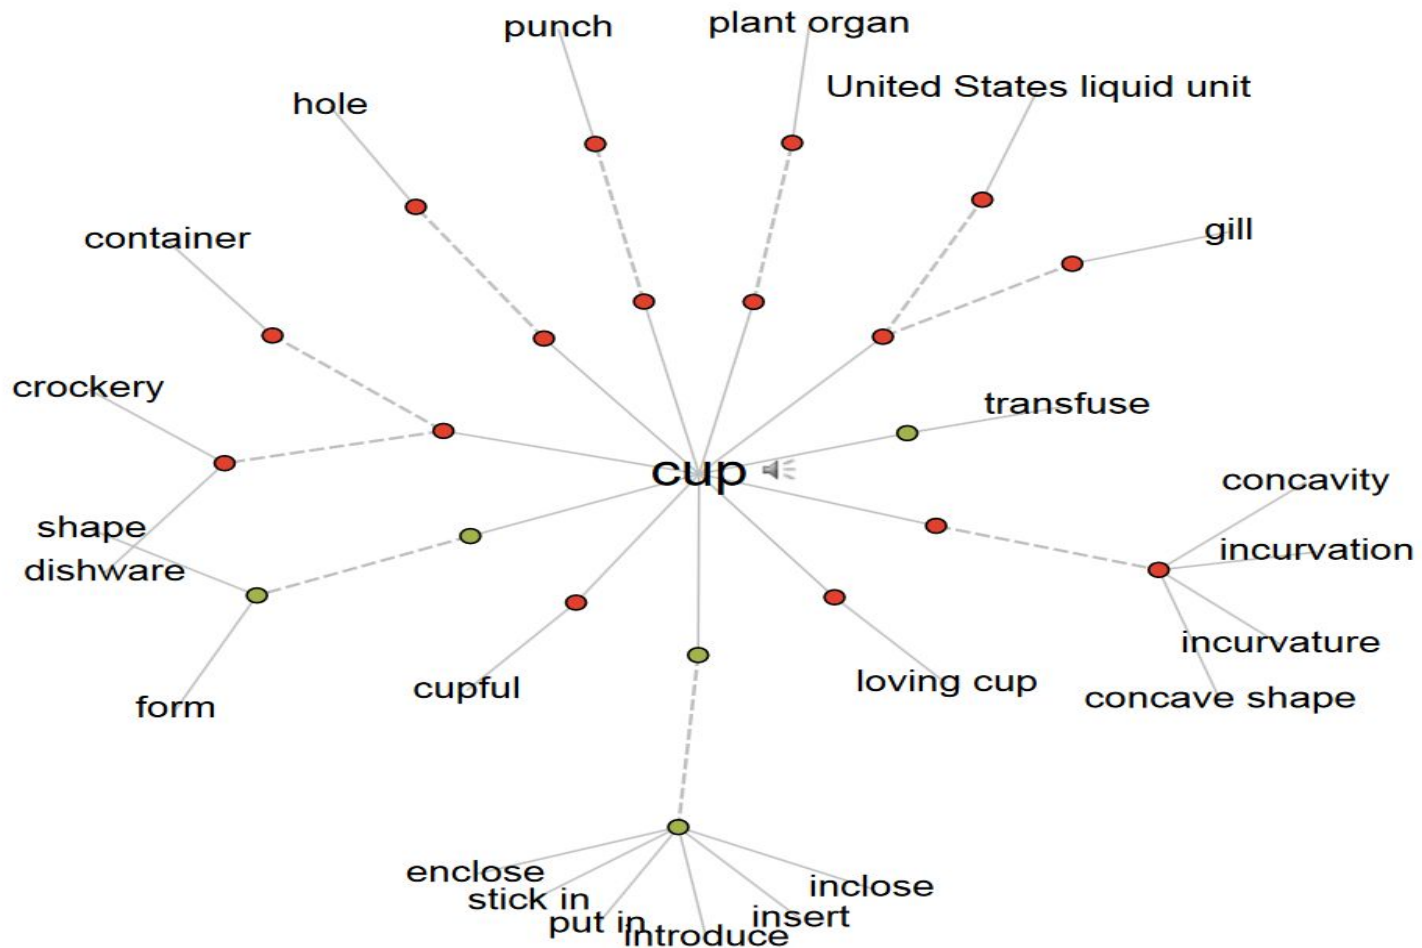 plant organ
punch
United States liquid unit
hole
gill
container
crockery
transfuse
cup
concavity
shape
incurvation
dishware
incurvature
loving cup
cupful
concave shape
form
enclose
inclose
stick in
insert
put in
introduce